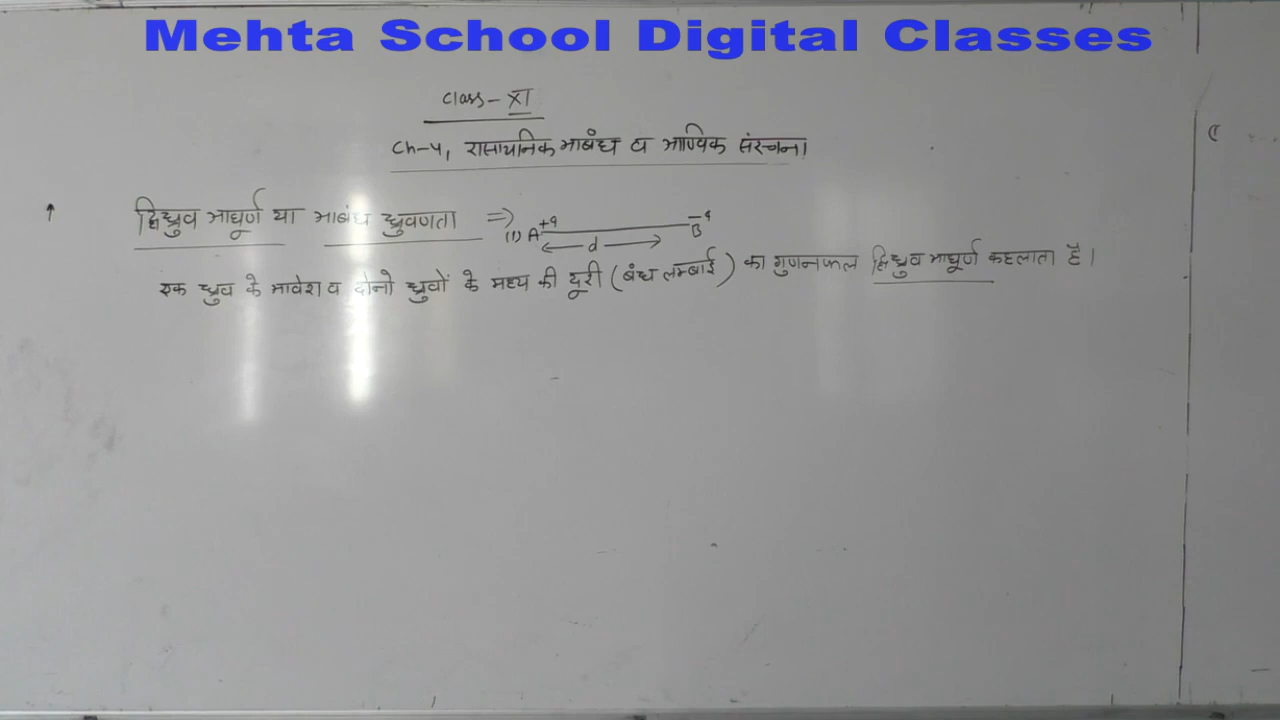 Mehta School Digital Classes
Class - XI
Ch-4, रासायनिक आबंध व आण्विक संरचना
द्विध्रुव आघूर्ण या आबंध ध्रुवणता ⇒ (1) A+q B-q
d
एक ध्रुव के आवेश व दोनो ध्रुवों के मध्य की दूरी (बंध लम्बाई) का गुणनफल द्विध्रुव आघूर्ण कहलाता है।